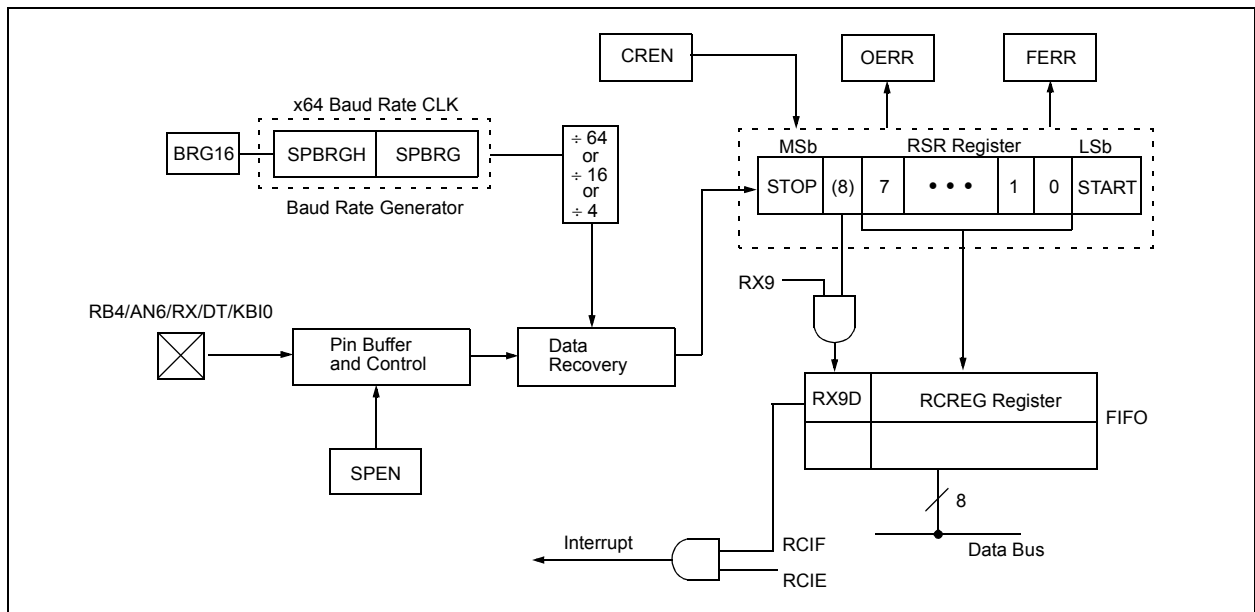 CREN
OERR
FERR
x64 Baud Rate CLK
BRG16
SPBRGH
SPBRG
Baud Rate Generator
÷ 64
or
÷ 16
or
÷ 4
MSb
RSR Register
LSb
STOP
(8)
7
• • •
1
0
START
RX9
RB4/AN6/RX/DT/KBI0
Pin Buffer
and Control
Data
Recovery
SPEN
RX9D
RCREG Register
FIFO
8
Data Bus
Interrupt
RCIF
RCIE